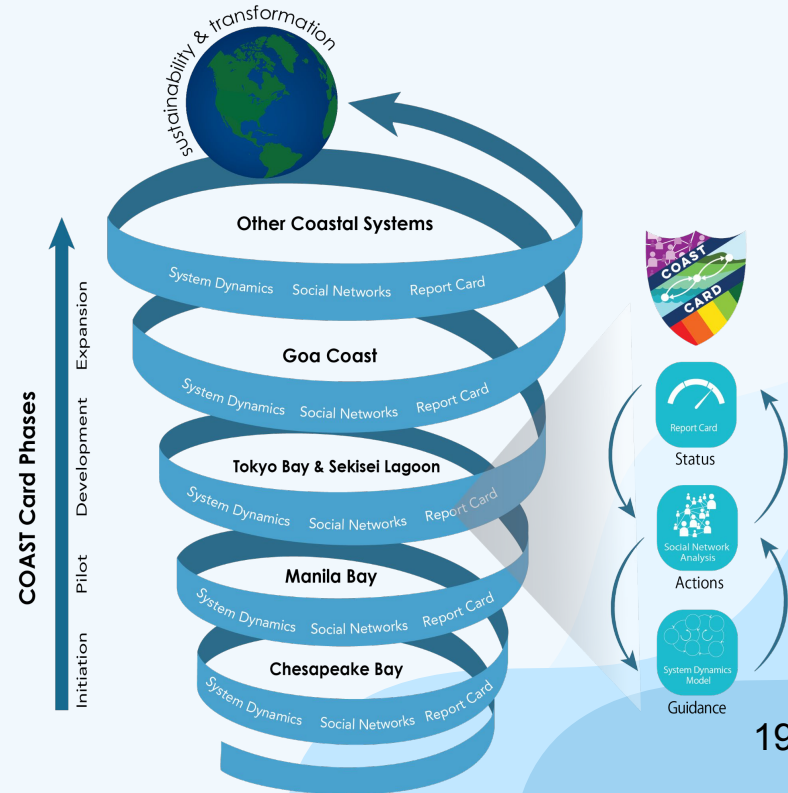 sustainability & transformation
Other Coastal Systems
System Dynamics Social Networks Report Card
Goa Coast
System Dynamics Social Networks Report Card
Tokyo Bay & Sekisei Lagoon
System Dynamics Social Networks Report Card
Manila Bay
System Dynamics Social Networks Report Card
Chesapeake Bay
System Dynamics Social Networks Report Card
COAST Card Phases
Expansion
Development
Pilot
Initiation
COAST
CARD
Report Card
Status
Social Network
Analysis
Actions
System Dynamics
Model
Guidance
19